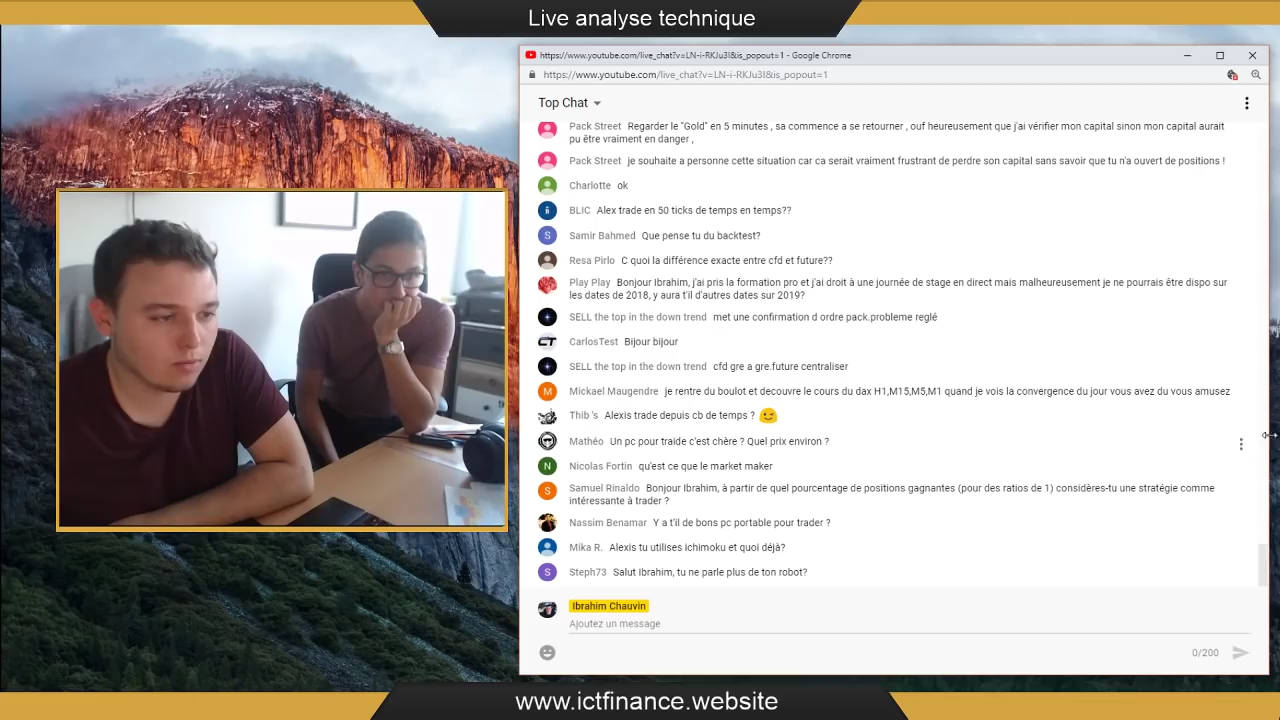 Live analyse technique
https://www.youtube.com/live_chat?v=LN-i-RKJu3I&is_popout=1 - Google Chrome
https://www.youtube.com/live_chat?v=LN-i-RKJu3I&is_popout=1
Top Chat
Pack Street Regarder le "Gold" en 5 minutes , sa commence a se retourner , ouf heureusement que j'ai vérifier mon capital sinon mon capital aurait
pu être vraiment en danger ,
Pack Street je souhaite a personne cette situation car ca serait vraiment frustrant de perdre son capital sans savoir que tu n'a ouvert de positions !
Charlotte ok
BLIC Alex trade en 50 ticks de temps en temps??
S
Samir Bahmed Que pense tu du backtest?
Resa Pirlo C quoi la différence exacte entre cfd et future??
Play Play Bonjour Ibrahim, j'ai pris la formation pro et j'ai droit à une journée de stage en direct mais malheureusement je ne pourrais être dispo sur
les dates de 2018, y aura t'il d'autres dates sur 2019?
SELL the top in the down trend met une confirmation d ordre pack.probleme reglé
CT
CarlosTest Bijour bijour
SELL the top in the down trend cfd gre a gre.future centraliser
M
Mickael Maugendre je rentre du boulot et decouvre le cours du dax H1,M15,M5,M1 quand je vois la convergence du jour vous avez du vous amusez
Thib 's Alexis trade depuis cb de temps ? 😉
Mathéo Un pc pour traide c'est chère ? Quel prix environ ?
N
Nicolas Fortin qu'est ce que le market maker
S
Samuel Rinaldo Bonjour Ibrahim, à partir de quel pourcentage de positions gagnantes (pour des ratios de 1) considères-tu une stratégie comme
intéressante à trader ?
Nassim Benamar Y a t'il de bons pc portable pour trader ?
Mika R. Alexis tu utilises ichimoku et quoi déjà?
S
Steph73 Salut Ibrahim, tu ne parle plus de ton robot?
Ibrahim Chauvin
Ajoutez un message
0/200
www.ictfinance.website